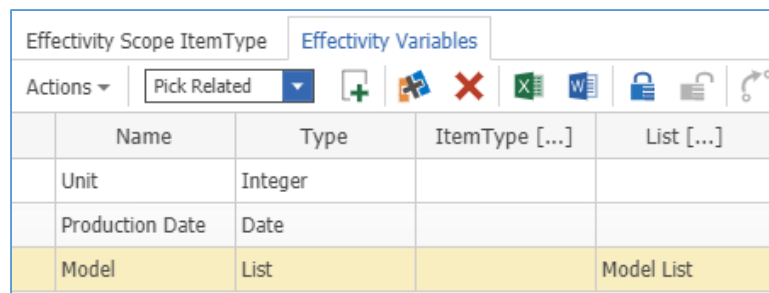 Effectivity Scope ItemType Effectivity Variables
Actions Pick Related
Name Type ItemType [...] List [...]
Unit Integer
Production Date Date
Model List Model List